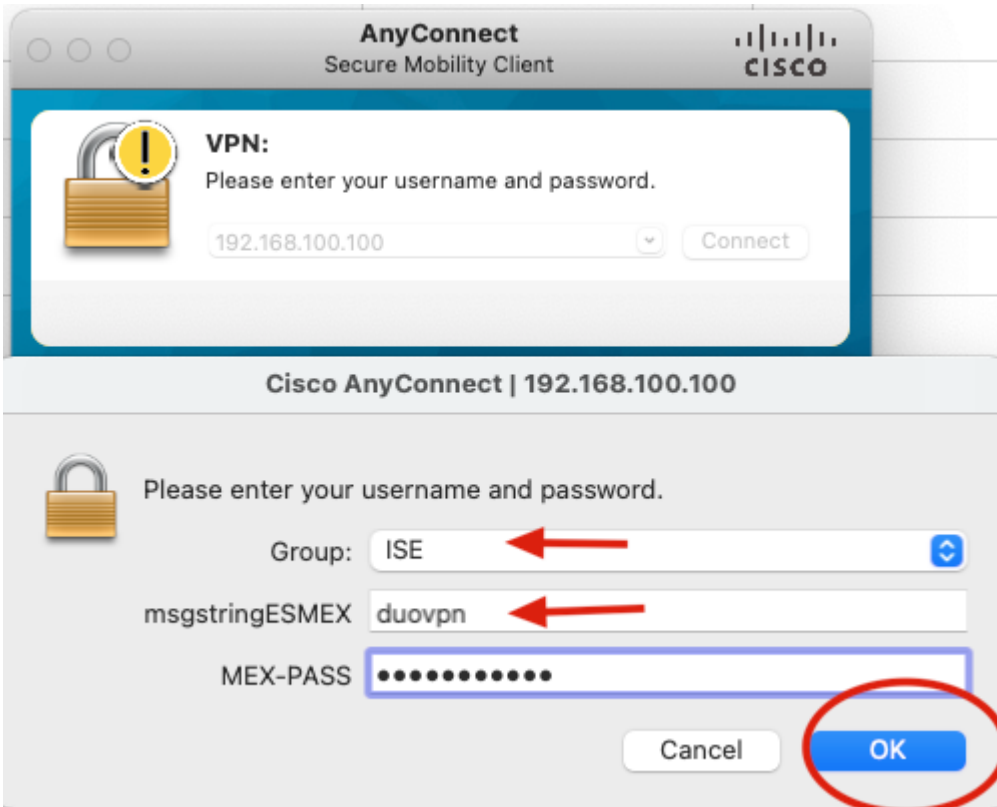 AnyConnect
Secure Mobility Client
CISCO
VPN:
Please enter your username and password.
192.168.100.100
Connect
Cisco AnyConnect | 192.168.100.100
Please enter your username and password.
Group: ISE
msgstringESMEX duovpn
MEX-PASS •••••••••••
Cancel OK